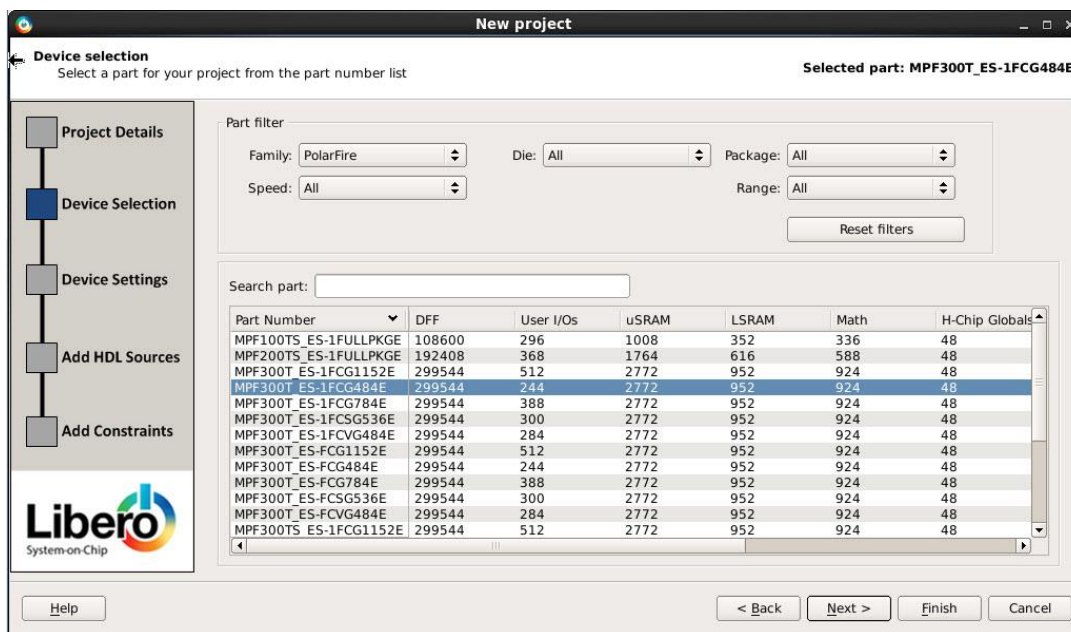 New project
Device selection
Select a part for your project from the part number list
Selected part: MPF300T_ES-1FCG484E
Project Details
Device Selection
Device Settings
Add HDL Sources
Add Constraints
Libero
System-on-Chip
Part filter
Family: PolarFire Die: All Package: All
Speed: All Range: All
Reset filters
Search part:
Part Number DFF User I/Os uSRAM LSRAM Math H-Chip Globals
MPF100TS_ES-1FULLPKGE 108600 296 1008 352 336 48
MPF200TS_ES-1FULLPKGE 192408 368 1764 616 588 48
MPF300T_ES-1FCG1152E 299544 512 2772 952 924 48
MPF300T_ES-1FCG484E 299544 244 2772 952 924 48
MPF300T_ES-1FCG784E 299544 388 2772 952 924 48
MPF300T_ES-1FCSG536E 299544 300 2772 952 924 48
MPF300T_ES-1FCVG484E 299544 284 2772 952 924 48
MPF300T_ES-FCG1152E 299544 512 2772 952 924 48
MPF300T_ES-FCG484E 299544 244 2772 952 924 48
MPF300T_ES-FCG784E 299544 388 2772 952 924 48
MPF300T_ES-FCSG536E 299544 300 2772 952 924 48
MPF300T_ES-FCVG484E 299544 284 2772 952 924 48
MPF300TS_ES-1FCG1152E 299544 512 2772 952 924 48
Help < Back Next > Finish Cancel